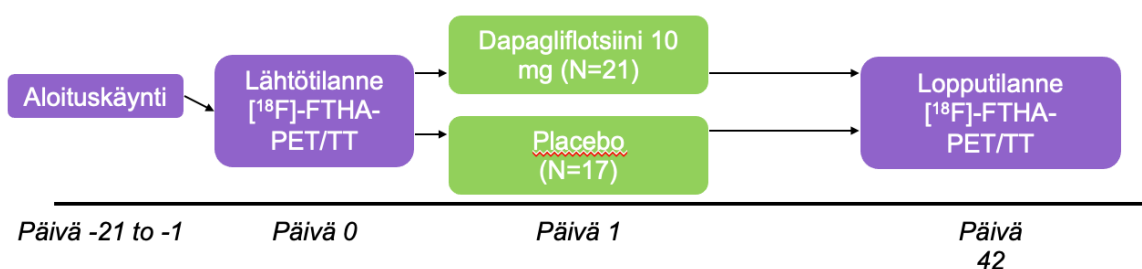 Aloituskäynti
Lähtötilanne
[¹⁸F]-FTHA-
PET/TT
Dapagliflotsiini 10
mg (N=21)
Placebo
(N=17)
Lopputilanne
[¹⁸F]-FTHA-
PET/TT
Päivä -21 to -1
Päivä 0
Päivä 1
Päivä
42